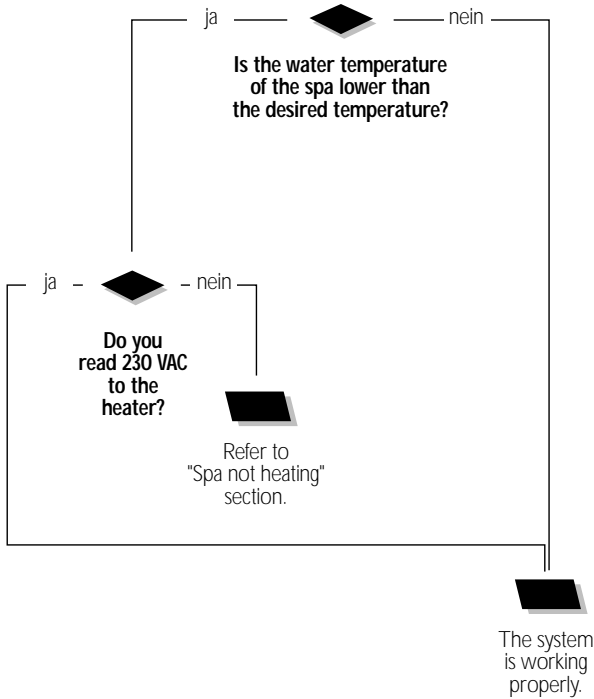 ja
nein
Is the water temperature
of the spa lower than
the desired temperature?
ja
nein
Do you
read 230 VAC
to the
heater?
Refer to
"Spa not heating"
section.
The system
is working
properly.